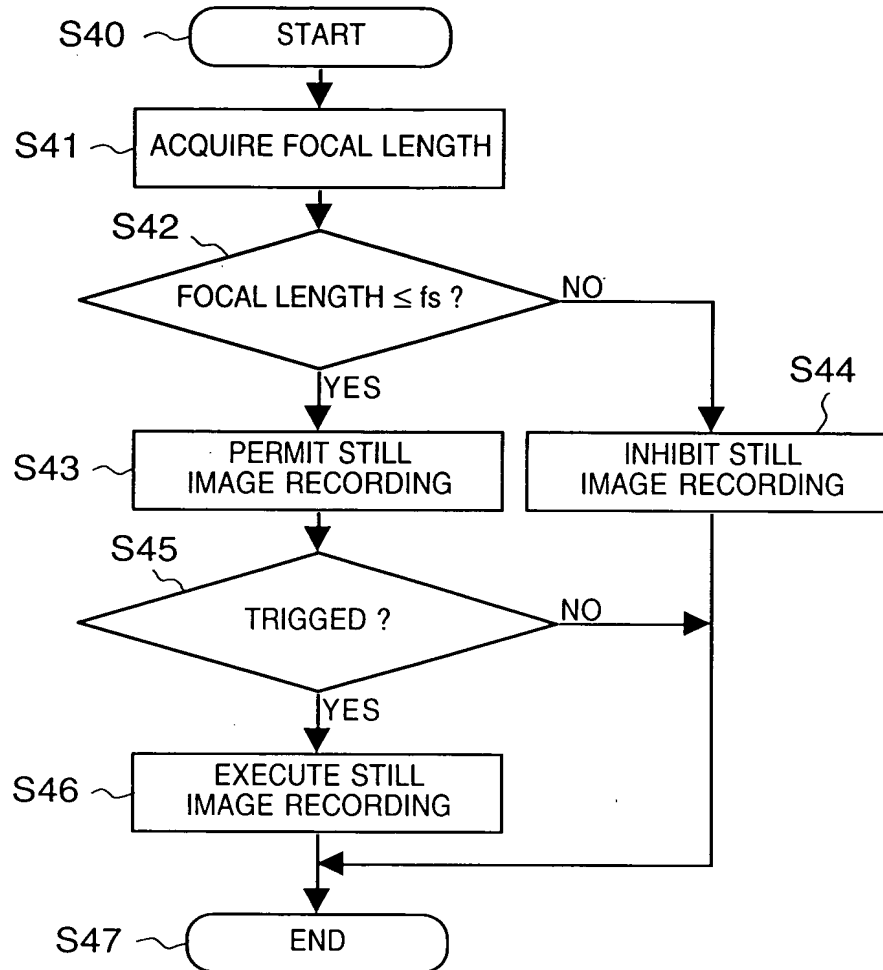 S40
START
S41
ACQUIRE FOCAL LENGTH
S42
FOCAL LENGTH ≤ fs ?
NO
YES
S43
PERMIT STILL
IMAGE RECORDING
S44
INHIBIT STILL
IMAGE RECORDING
S45
TRIGGED ?
NO
YES
S46
EXECUTE STILL
IMAGE RECORDING
S47
END